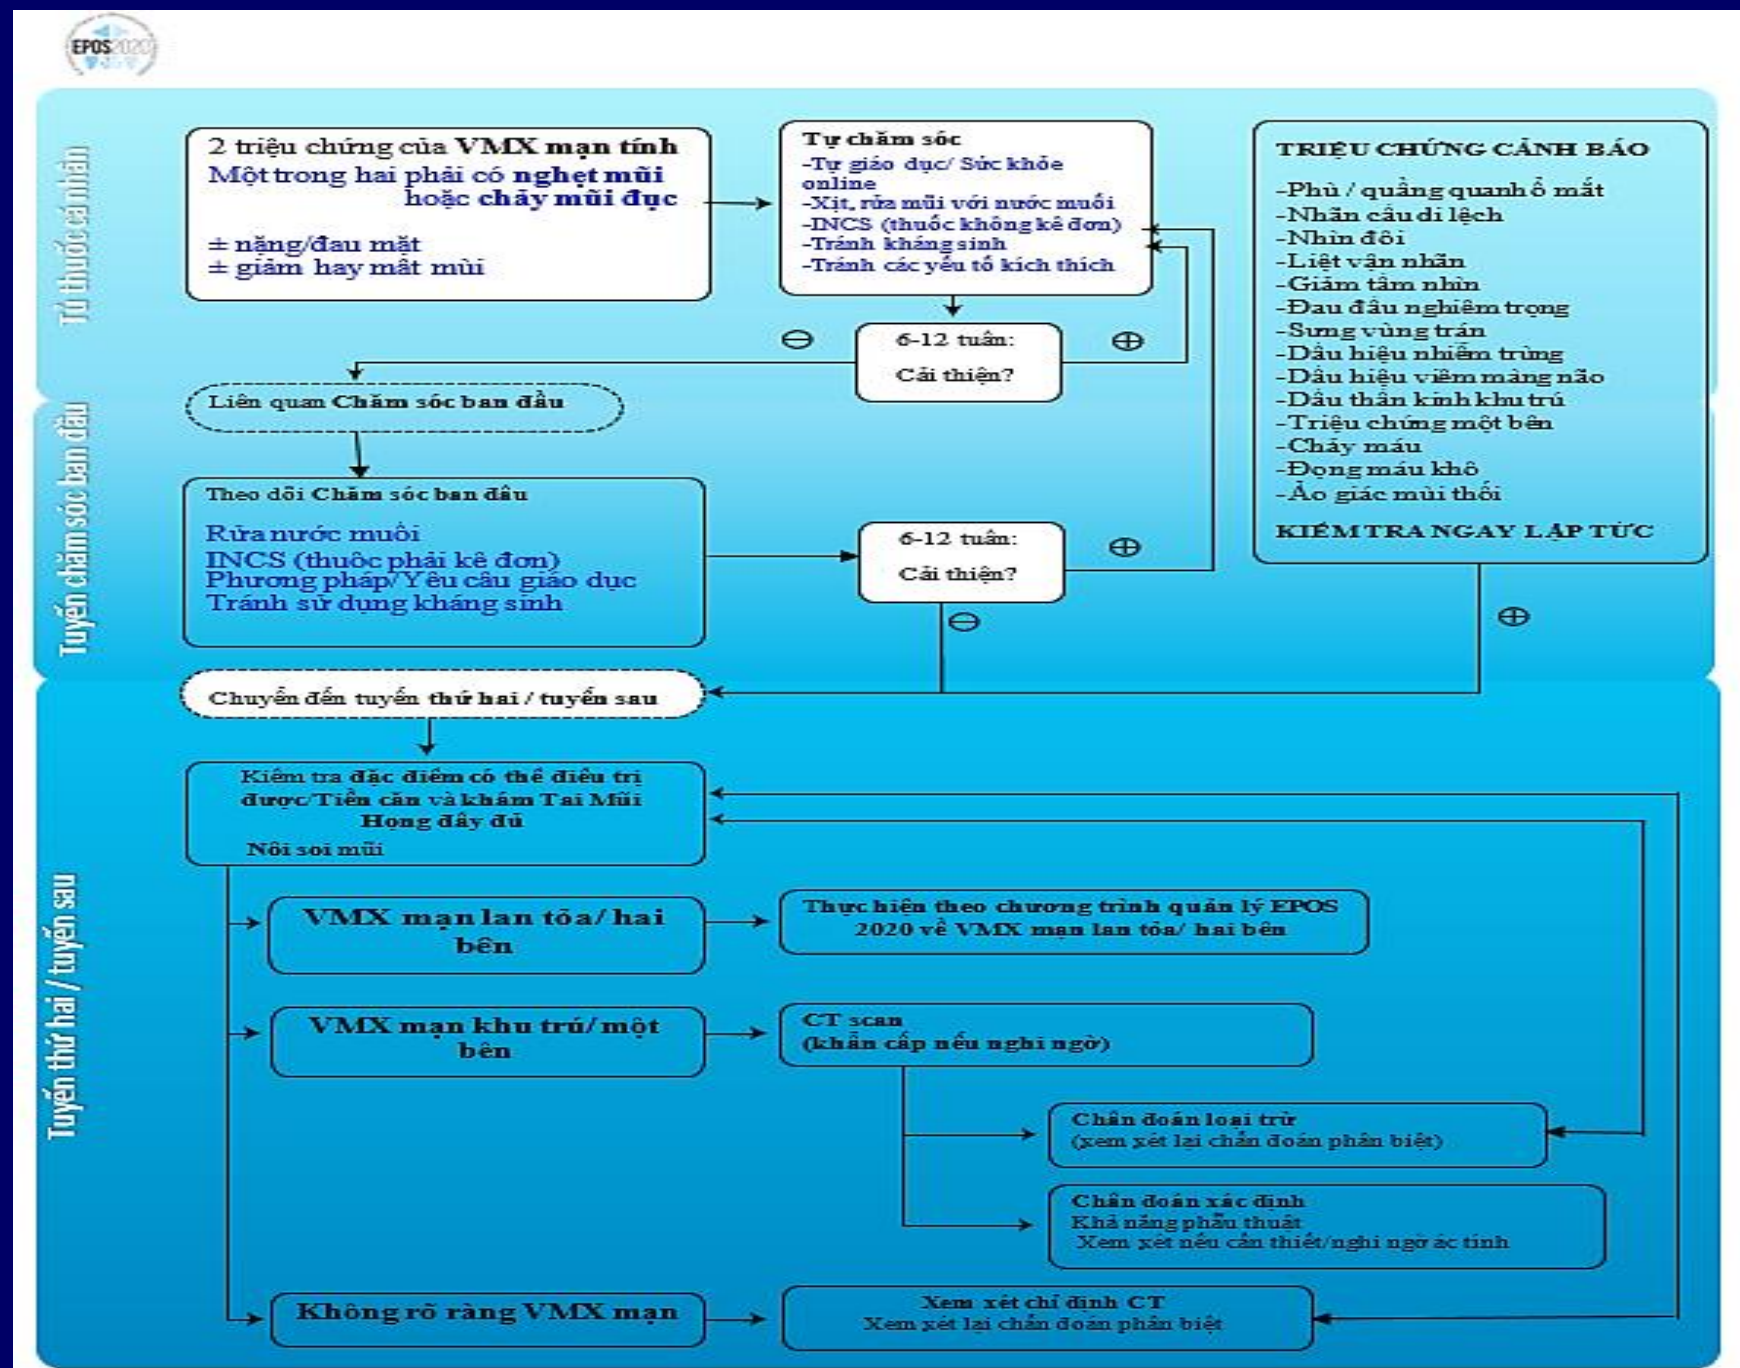 EPOS2020
Tủ thuốc cá nhân
2 triệu chứng của VMX mạn tính
Một trong hai phải có nghẹt mũi
hoặc chảy mũi đục
± nặng/đau mặt
± giảm hay mất mùi
Tự chăm sóc
-Tự giáo dục/ Sức khỏe
online
-Xịt, rửa mũi với nước muối
-INCS (thuốc không kê đơn)
-Tránh kháng sinh
-Tránh các yếu tố kích thích
6-12 tuần:
Cải thiện?
TRIỆU CHỨNG CẢNH BÁO
-Phù / quầng quanh ổ mắt
-Nhãn cầu di lệch
-Nhìn đôi
-Liệt vận nhãn
-Giảm tầm nhìn
-Đau đầu nghiêm trọng
-Sưng vùng trán
-Dấu hiệu nhiễm trùng
-Dấu hiệu viêm màng não
-Dấu thần kinh khu trú
-Triệu chứng một bên
-Chảy máu
-Đọng máu khô
-Ảo giác mùi thối
KIỂM TRA NGAY LẬP TỨC
Tuyến chăm sóc ban đầu
Liên quan Chăm sóc ban đầu
Theo dõi Chăm sóc ban đầu
Rửa nước muối
INCS (thuốc phải kê đơn)
Phương pháp/Yêu cầu giáo dục
Tránh sử dụng kháng sinh
6-12 tuần:
Cải thiện?
Tuyến thứ hai / tuyến sau
Chuyển đến tuyến thứ hai / tuyến sau
Kiểm tra đặc điểm có thể điều trị
được/Tiền căn và khám Tai Mũi
Họng đầy đủ
Nội soi mũi
VMX mạn lan tỏa/ hai
bên
Thực hiện theo chương trình quản lý EPOS
2020 về VMX mạn lan tỏa/ hai bên
VMX mạn khu trú/ một
bên
CT scan
(khẩn cấp nếu nghi ngờ)
Chẩn đoán loại trừ
(xem xét lại chẩn đoán phân biệt)
Chẩn đoán xác định
Khả năng phẫu thuật
Xem xét nếu cần thiết/nghi ngờ ác tính
Không rõ ràng VMX mạn
Xem xét chỉ định CT
Xem xét lại chẩn đoán phân biệt